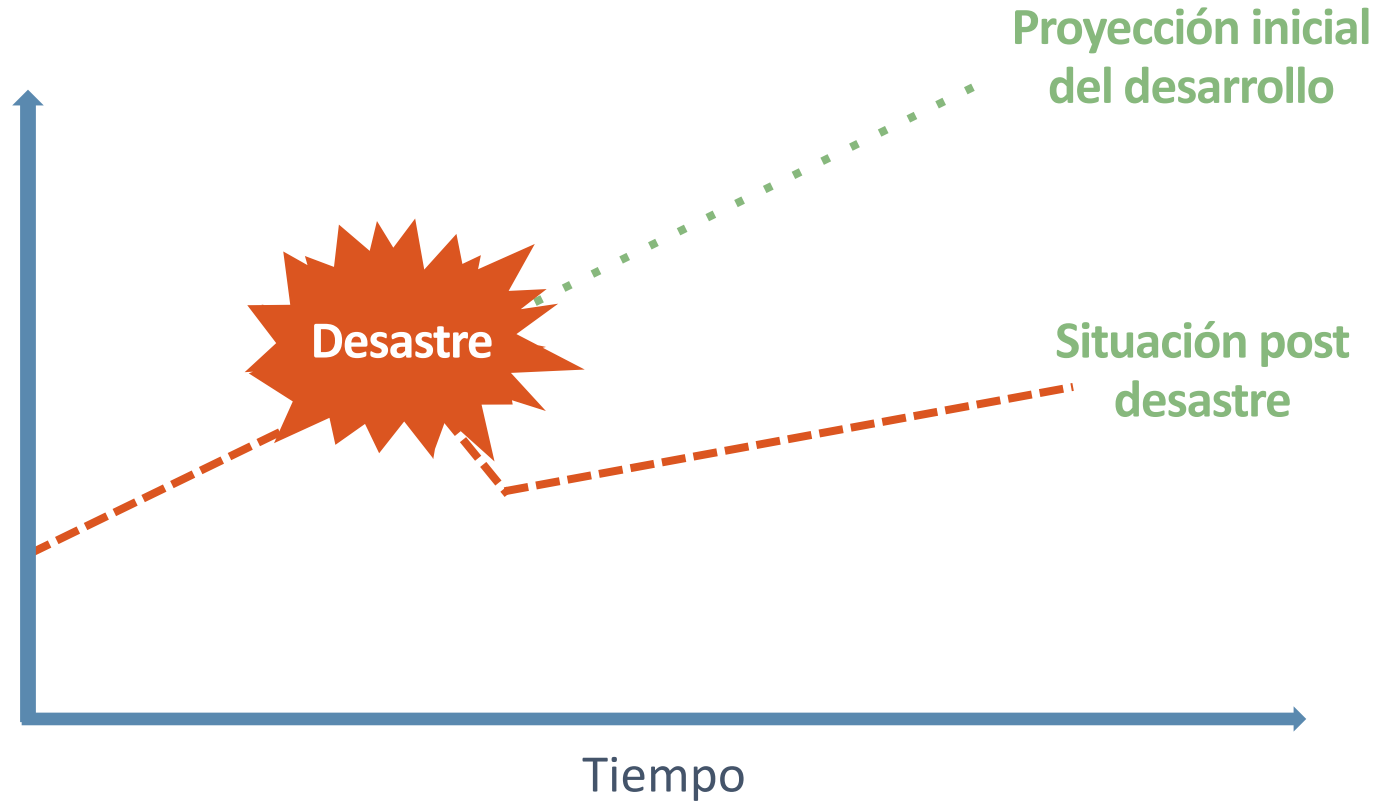 Proyección inicial
del desarrollo
Desastre
Situación post
desastre
Tiempo